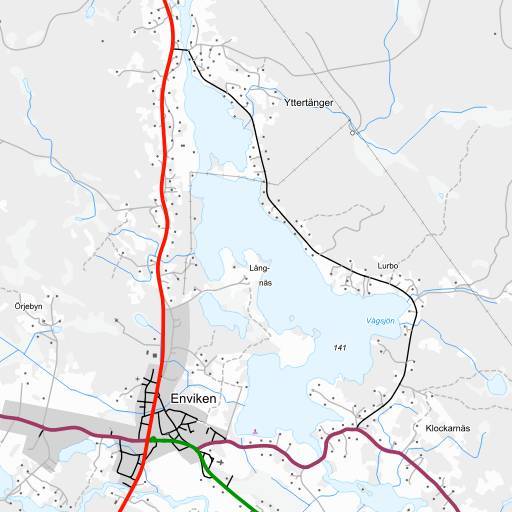 Yttertänger
Lurbo
Lång-
näs
Örjebyn
Vågsjön
141
Enviken
Klockarnäs